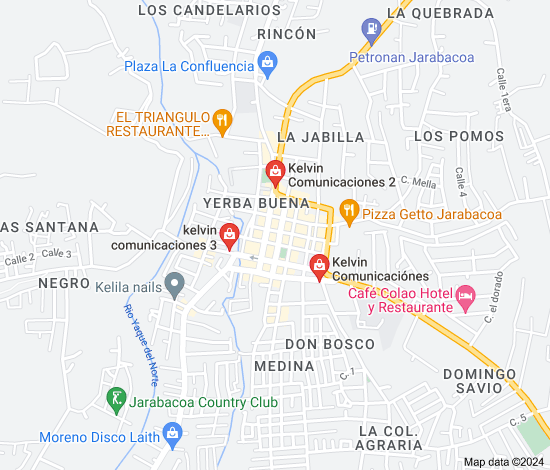 LOS CANDELARIOS
LA QUEBRADA
RINCÓN
Petronan Jarabacoa
Plaza La Confluencia
Calle 1era
EL TRIANGULO
RESTAURANTE...
LA JABILLA
LOS POMOS
Kelvin
Comunicaciones 2
C. Mella
Calle 4
YERBA BUENA
Pizza Getto Jarabacoa
AS SANTANA
kelvin
comunicaciones 3
Calle 2
Calle 3
Kelvin
Comunicaciónes
NEGRO
Kelila nails
Café Colao Hotel
y Restaurante
C. el dorado
Rio Yaque del Norte
DON BOSCO
MEDINA
C. 1
DOMINGO
SAVIO
Jarabacoa Country Club
C. 5
LA COL.
AGRARIA
Moreno Disco Laith
Map data ©2024